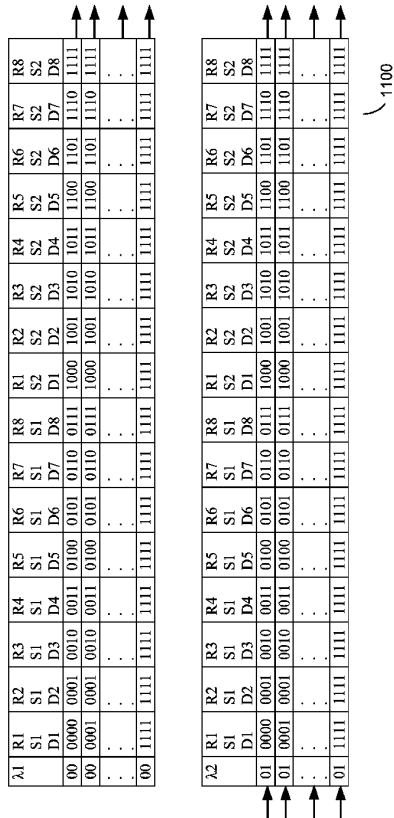 λ1 R1 R2 R3 R4 R5 R6 R7 R8 R1 R2 R3 R4 R5 R6 R7 R8
S1 S1 S1 S1 S1 S1 S1 S1 S2 S2 S2 S2 S2 S2 S2 S2
D1 D2 D3 D4 D5 D6 D7 D8 D1 D2 D3 D4 D5 D6 D7 D8
00 0000 0001 0010 0011 0100 0101 0110 0111 1000 1001 1010 1011 1100 1101 1110 1111
00 0001 0001 0010 0011 0100 0101 0110 0111 1000 1001 1010 1011 1100 1101 1110 1111
. . . . . . . . . . . . . . . . .
00 1111 1111 1111 1111 1111 1111 1111 1111 1111 1111 1111 1111 1111 1111 1111 1111
λ2 R1 R2 R3 R4 R5 R6 R7 R8 R1 R2 R3 R4 R5 R6 R7 R8
S1 S1 S1 S1 S1 S1 S1 S1 S2 S2 S2 S2 S2 S2 S2 S2
D1 D2 D3 D4 D5 D6 D7 D8 D1 D2 D3 D4 D5 D6 D7 D8
01 0000 0001 0010 0011 0100 0101 0110 0111 1000 1001 1010 1011 1100 1101 1110 1111
01 0001 0001 0010 0011 0100 0101 0110 0111 1000 1001 1010 1011 1100 1101 1110 1111
. . . . . . . . . . . . . . . . .
01 1111 1111 1111 1111 1111 1111 1111 1111 1111 1111 1111 1111 1111 1111 1111 1111
1100